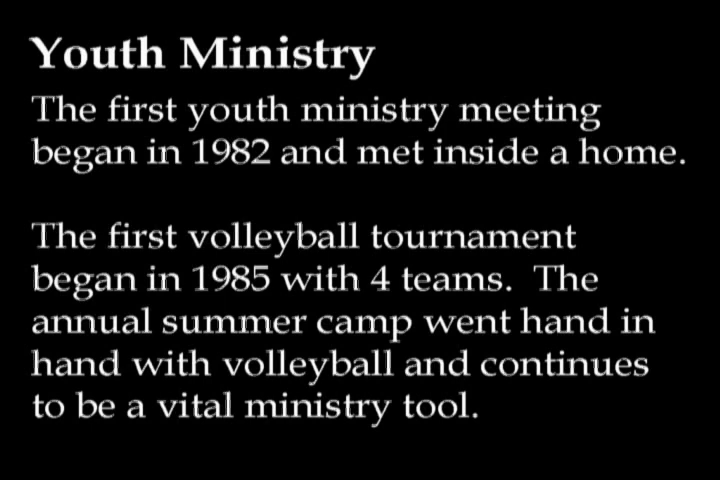 Youth Ministry
The first youth ministry meeting
began in 1982 and met inside a home.
The first volleyball tournament
began in 1985 with 4 teams.  The
annual summer camp went hand in
hand with volleyball and continues
to be a vital ministry tool.